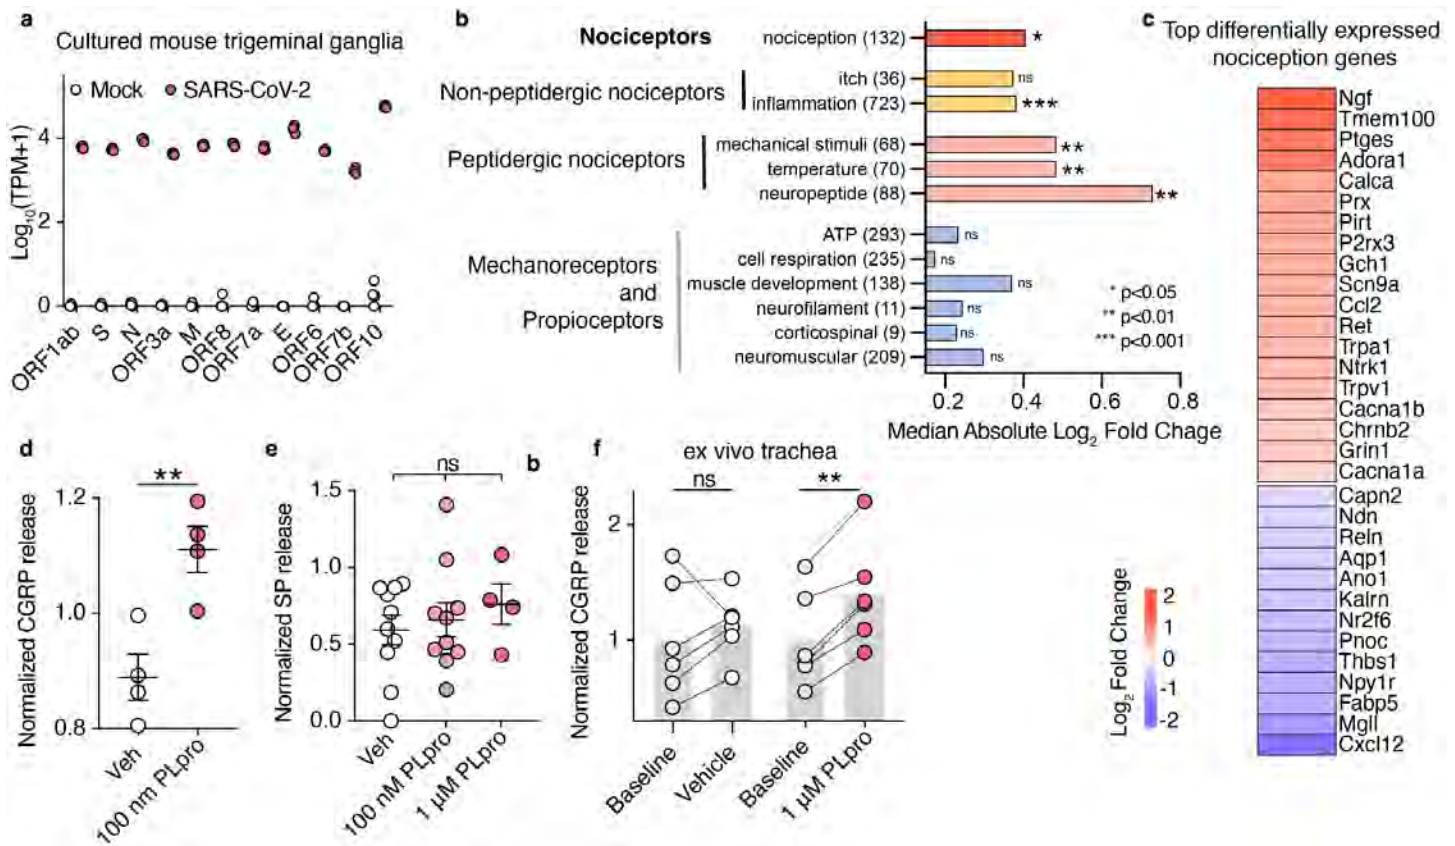 a
Cultured mouse trigeminal ganglia
Mock
SARS-CoV-2
Log10(TPM+1)
4
2
0
ORF1ab
S
N
ORF3a
M
ORF8
ORF7a
E
ORF6
ORF7b
ORF10
b
Nociceptors
Non-peptidergic nociceptors
Peptidergic nociceptors
Mechanoreceptors
and
Propioceptors
nociception (132)
*
itch (36)
ns
inflammation (723)
***
mechanical stimuli (68)
**
temperature (70)
**
neuropeptide (88)
**
ATP (293)
ns
cell respiration (235)
ns
muscle development (138)
ns
neurofilament (11)
ns
corticospinal (9)
ns
neuromuscular (209)
ns
* p<0.05
** p<0.01
*** p<0.001
0.2
0.4
0.6
0.8
Median Absolute Log2 Fold Chage
c
Top differentially expressed
nociception genes
Ngf
Tmem100
Ptges
Adora1
Calca
Prx
Pirt
P2rx3
Gch1
Scn9a
Ccl2
Ret
Trpa1
Ntrk1
Trpv1
Cacna1b
Chrnb2
Grin1
Cacna1a
Capn2
Ndn
Reln
Aqp1
Ano1
Kalrn
Nr2f6
Pnoc
Thbs1
Npy1r
Fabp5
Mgll
Cxcl12
Log2 Fold Change
2
1
0
-1
-2
d
**
Normalized CGRP release
1.2
1.0
0.8
Veh
100 nm PLpro
e
ns
b
Normalized SP release
1.5
1.0
0.5
0.0
Veh
100 nM PLpro
1 μM PLpro
f
ex vivo trachea
ns
**
Normalized CGRP release
2
1
Baseline
Vehicle
Baseline
1 μM PLpro